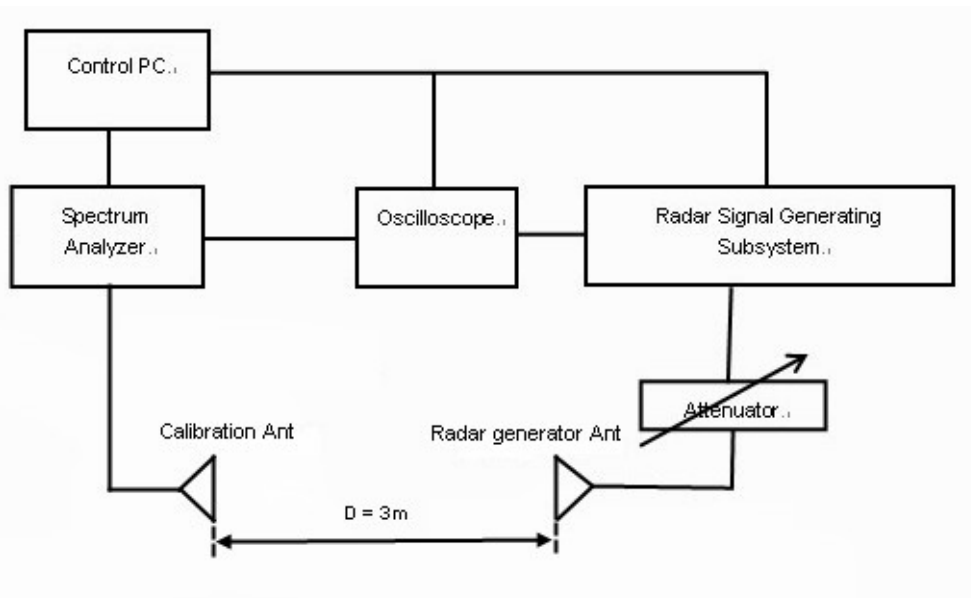 Control PC
Spectrum
Analyzer
Oscilloscope
Radar Signal Generating
Subsystem
Attenuator
Calibration Ant
Radar generator Ant
D = 3m